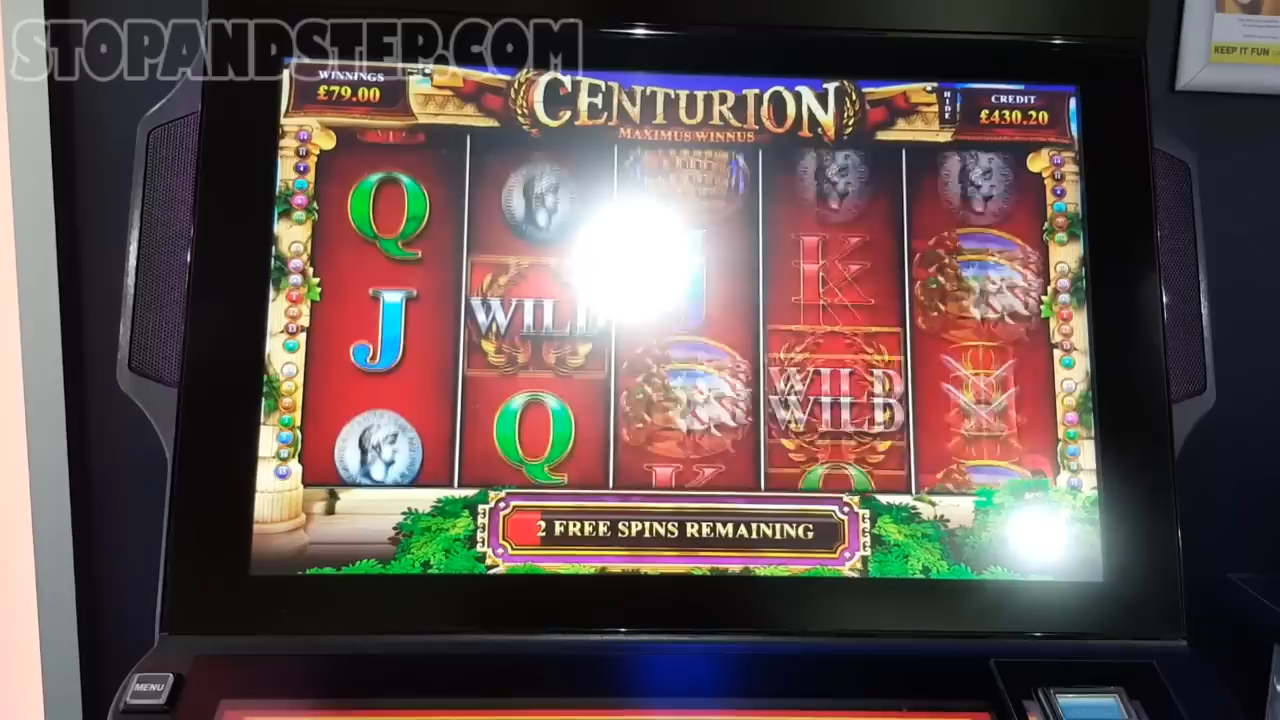 STOPANDSTEP.COM
WINNINGS
£79.00
CENTURION
MAXIMUS WINNUS
HIDE
CREDIT
£430.20
KEEP IT FUN
Q
J
WILD
Q
K
WILD
WILD
K
Q
2 FREE SPINS REMAINING
MENU